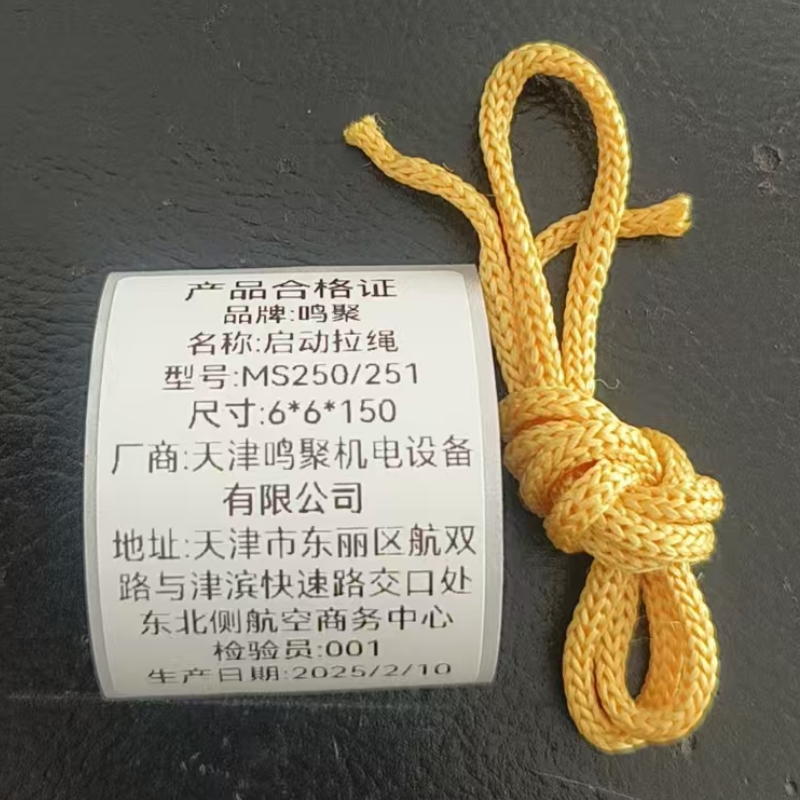 产品合格证
品牌:鸣聚
名称:启动拉绳
型号:MS250/251
尺寸:6*6*150
厂商:天津鸣聚机电设备
有限公司
地址:天津市东丽区航双
路与津滨快速路交口处
东北侧航空商务中心
检验员:001
生产日期:2025/2/10